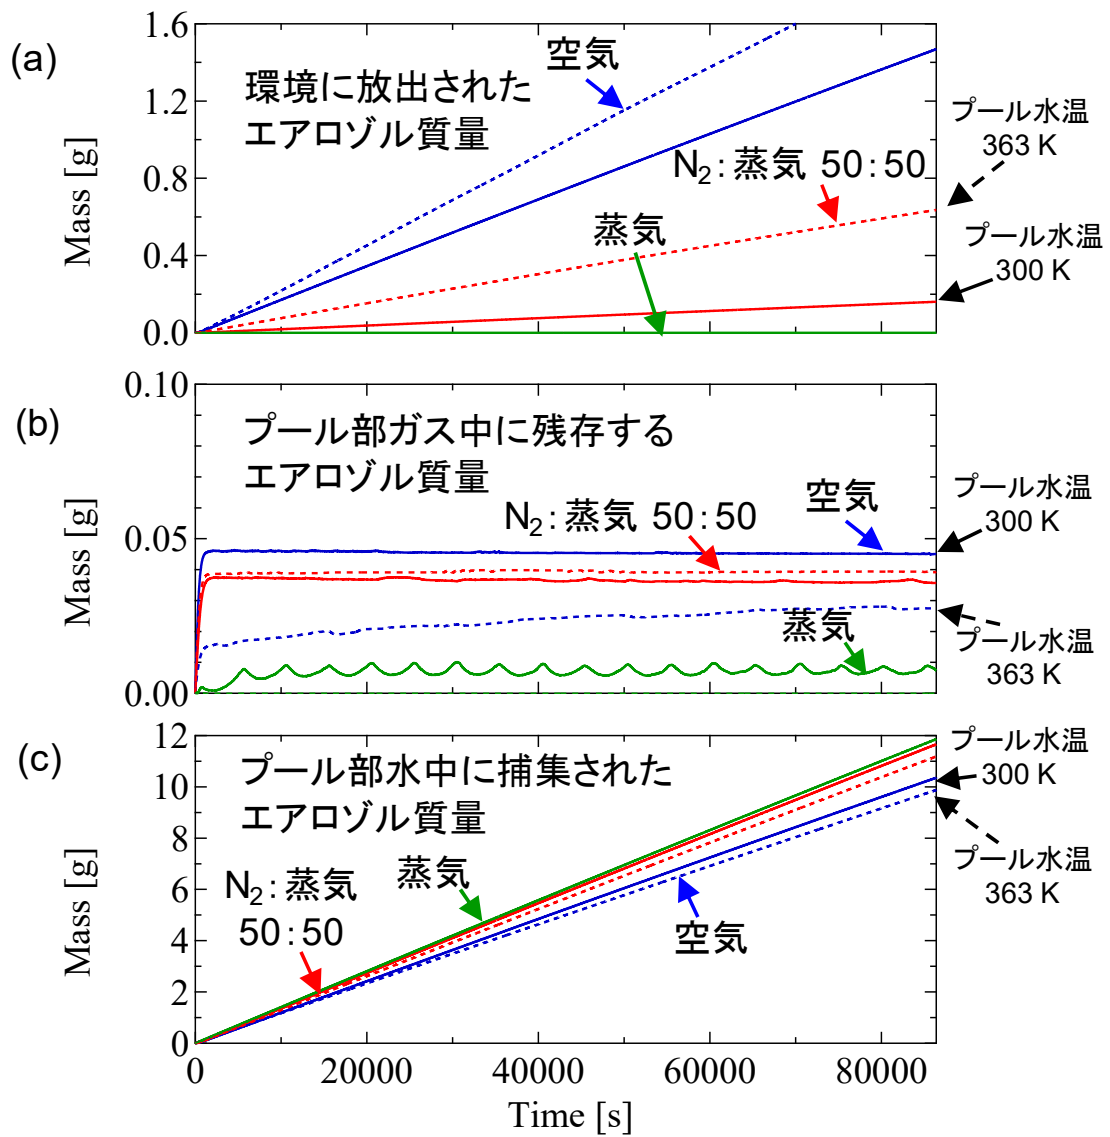 (a)
Mass [g]
1.6
1.2
0.8
0.4
0.0
環境に放出された
エアロゾル質量
空気
N2：蒸気 50：50
蒸気
プール水温
363 K
プール水温
300 K
(b)
Mass [g]
0.10
0.05
0.00
プール部ガス中に残存する
エアロゾル質量
N2：蒸気 50：50
空気
蒸気
プール水温
300 K
プール水温
363 K
(c)
Mass [g]
12
10
8
6
4
2
0
プール部水中に捕集された
エアロゾル質量
N2：蒸気
50：50
蒸気
空気
プール水温
300 K
プール水温
363 K
0 20000 40000 60000 80000
Time [s]